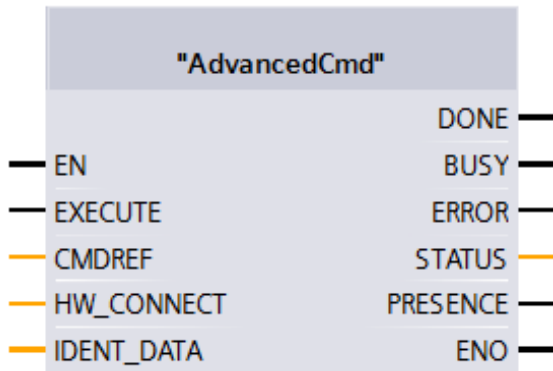 "AdvancedCmd"
DONE
EN BUSY
EXECUTE ERROR
CMDREF STATUS
HW_CONNECT PRESENCE
IDENT_DATA ENO